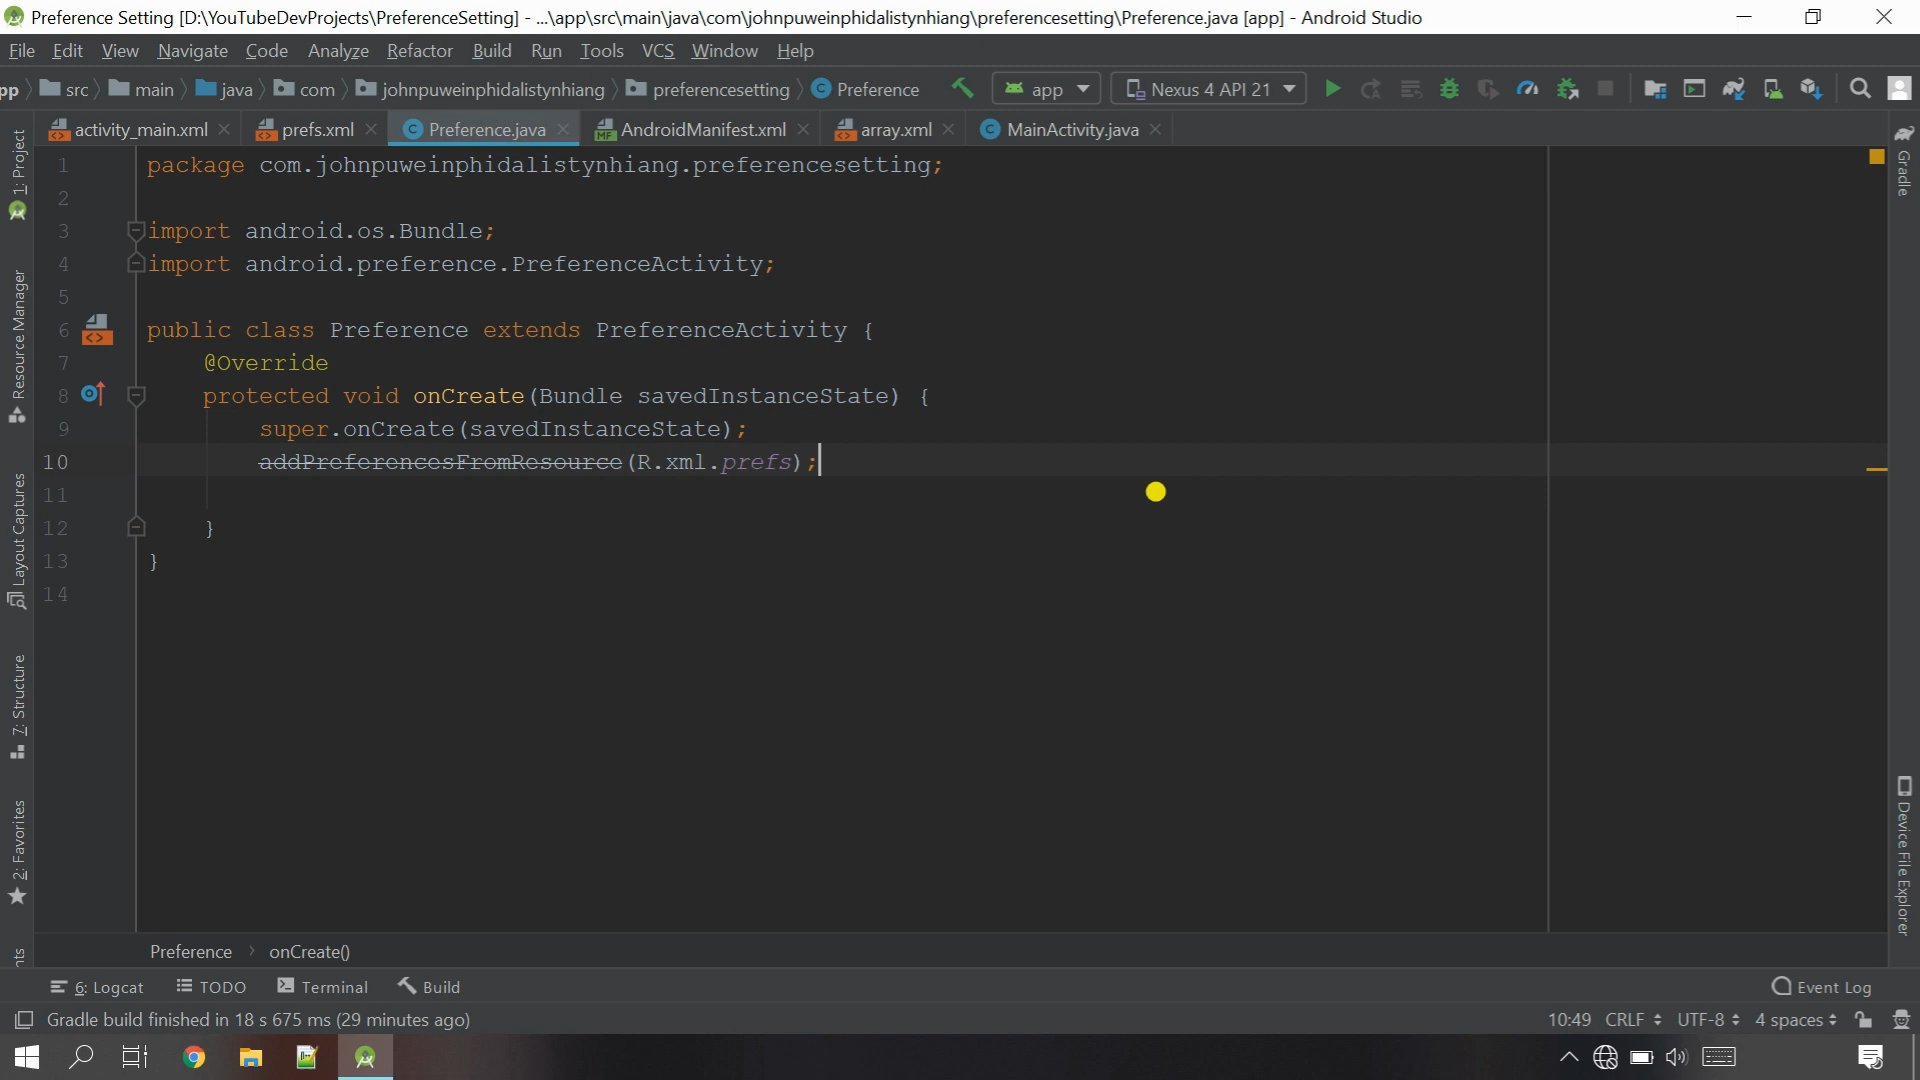 Preference Setting [D:\YouTubeDevProjects\PreferenceSetting] - ...\app\src\main\java\com\johnpuweinphidalistynhiang\preferencesetting\Preference.java [app] - Android Studio
File Edit View Navigate Code Analyze Refactor Build Run Tools VCS Window Help
pp src main java com johnpuweinphidalistynhiang preferencesetting Preference app Nexus 4 API 21
activity_main.xml prefs.xml Preference.java AndroidManifest.xml array.xml MainActivity.java
1 package com.johnpuweinphidalistynhiang.preferencesetting;
2
3 import android.os.Bundle;
4 import android.preference.PreferenceActivity;
5
6 public class Preference extends PreferenceActivity {
7 @Override
8 protected void onCreate(Bundle savedInstanceState) {
9 super.onCreate(savedInstanceState);
10 addPreferencesFromResource(R.xml.prefs);
11
12 }
13 }
14
1: Project
Resource Manager
Layout Captures
7: Structure
2: Favorites
nts
Gradle
Device File Explorer
Preference > onCreate()
6: Logcat TODO Terminal Build Event Log
Gradle build finished in 18 s 675 ms (29 minutes ago) 10:49 CRLF UTF-8 4 spaces